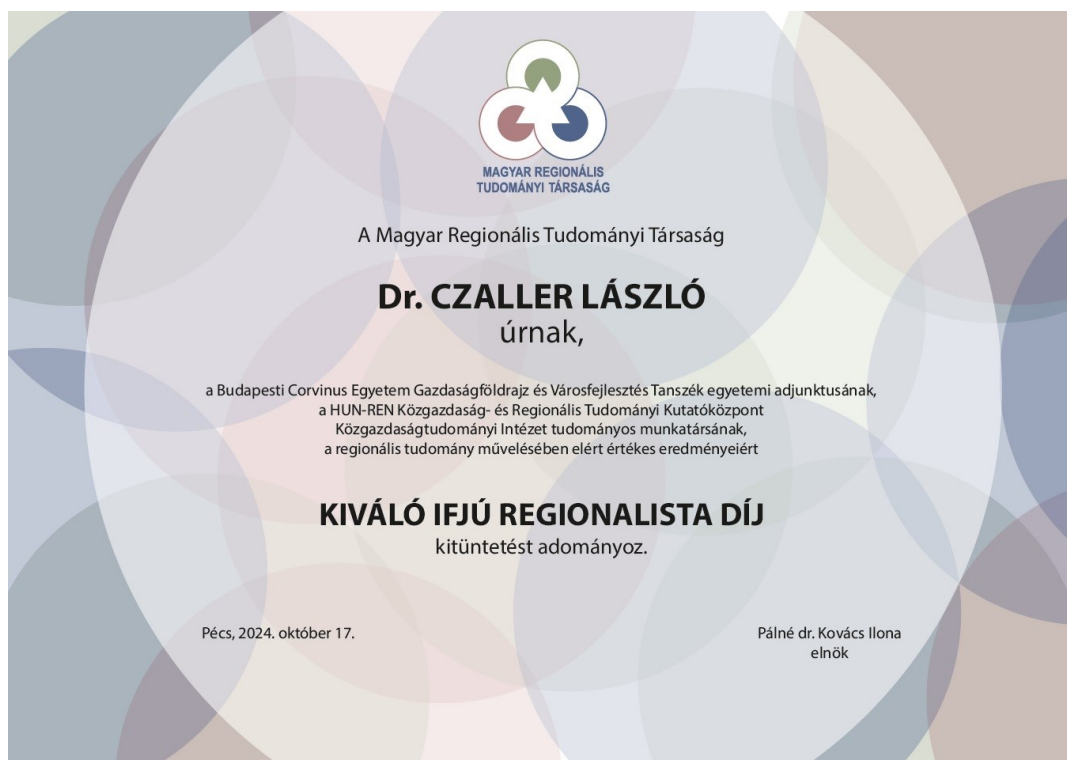 MAGYAR REGIONÁLIS
TUDOMÁNYI TÁRSASÁG
A Magyar Regionális Tudományi Társaság
Dr. CZALLER LÁSZLÓ
úrnak,
a Budapesti Corvinus Egyetem Gazdaságföldrajz és Városfejlesztés Tanszék egyetemi adjunktusának,
a HUN-REN Közgazdaság- és Regionális Tudományi Kutatóközpont
Közgazdaságtudományi Intézet tudományos munkatársának,
a regionális tudomány művelésében elért értékes eredményeiért
KIVÁLÓ IFJÚ REGIONALISTA DÍJ
kitüntetést adományoz.
Pécs, 2024. október 17.
Pálné dr. Kovács Ilona
elnök